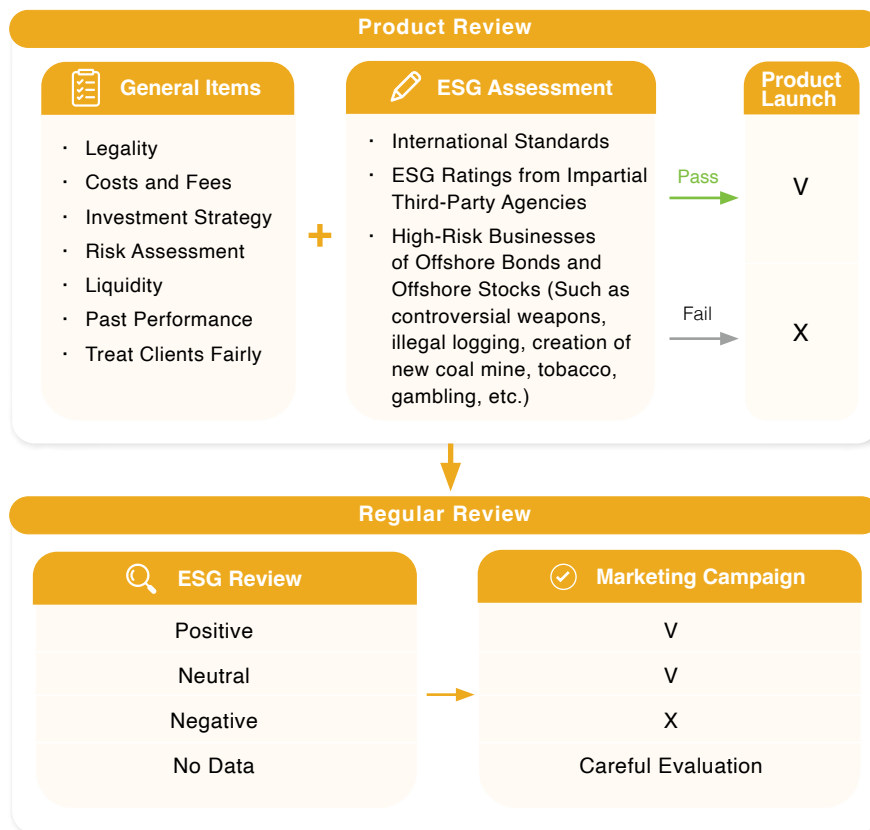 Product Review
General Items
· Legality
· Costs and Fees
· Investment Strategy
· Risk Assessment
· Liquidity
· Past Performance
· Treat Clients Fairly
+
ESG Assessment
· International Standards
· ESG Ratings from Impartial
Third-Party Agencies
· High-Risk Businesses
of Offshore Bonds and
Offshore Stocks (Such as
controversial weapons,
illegal logging, creation of
new coal mine, tobacco,
gambling, etc.)
Pass
Fail
Product
Launch
V
X
Regular Review
ESG Review
Marketing Campaign
Positive
V
Neutral
V
Negative
X
No Data
Careful Evaluation